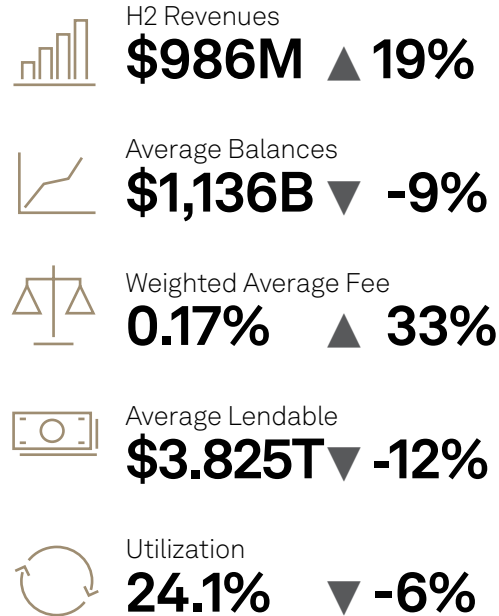 H2 Revenues
$986M ▲ 19%
Average Balances
$1,136B ▼ -9%
Weighted Average Fee
0.17% ▲ 33%
Average Lendable
$3.825T ▼ -12%
Utilization
24.1% ▼ -6%